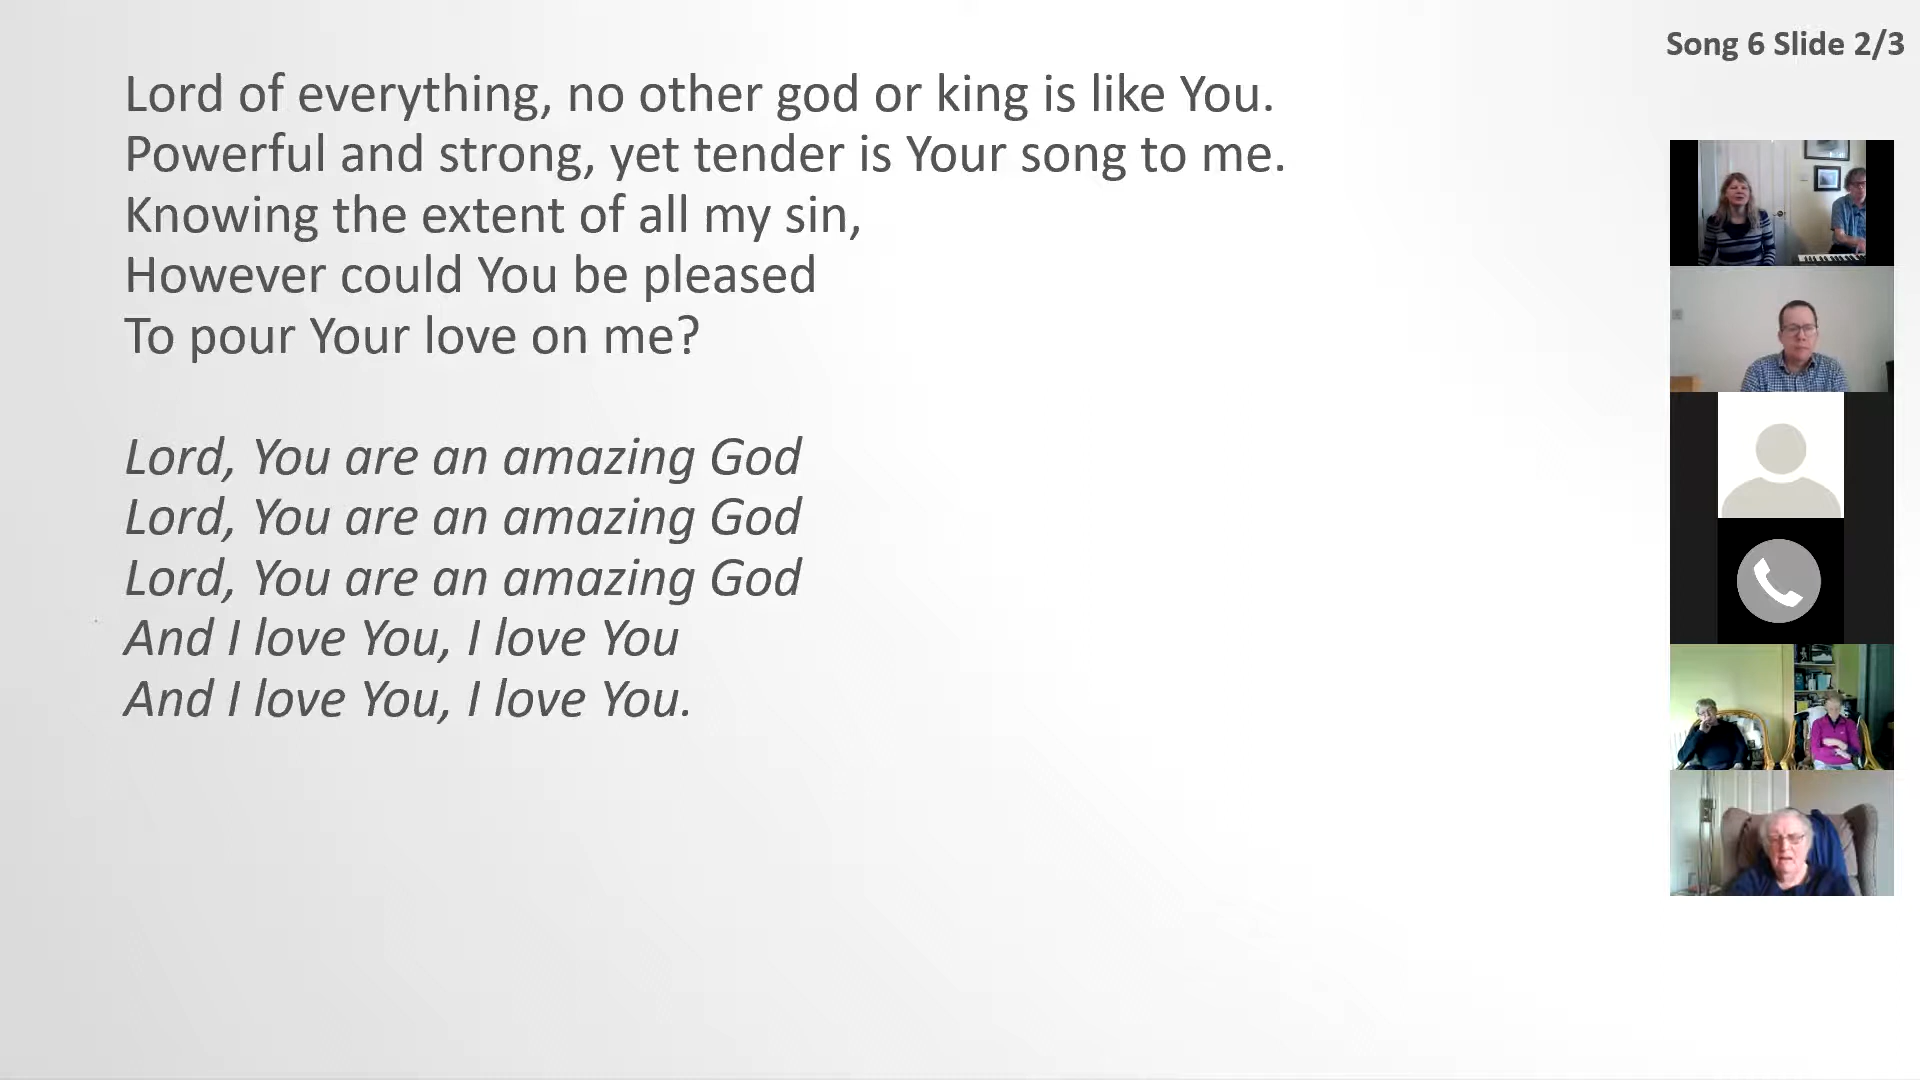 Song 6 Slide 2/3
Lord of everything, no other god or king is like You.
Powerful and strong, yet tender is Your song to me.
Knowing the extent of all my sin,
However could You be pleased
To pour Your love on me?
Lord, You are an amazing God
Lord, You are an amazing God
Lord, You are an amazing God
And I love You, I love You
And I love You, I love You.